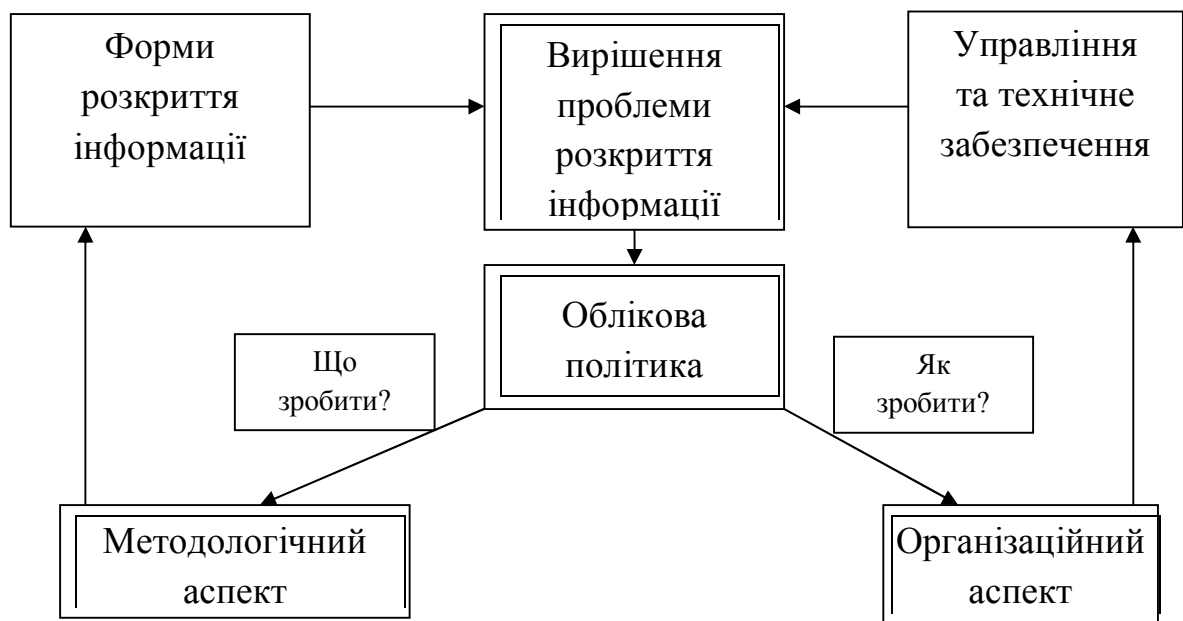 Форми
розкриття
інформації
Вирішення
проблеми
розкриття
інформації
Управління
та технічне
забезпечення
Облікова
політика
Що
зробити?
Як
зробити?
Методологічний
аспект
Організаційний
аспект